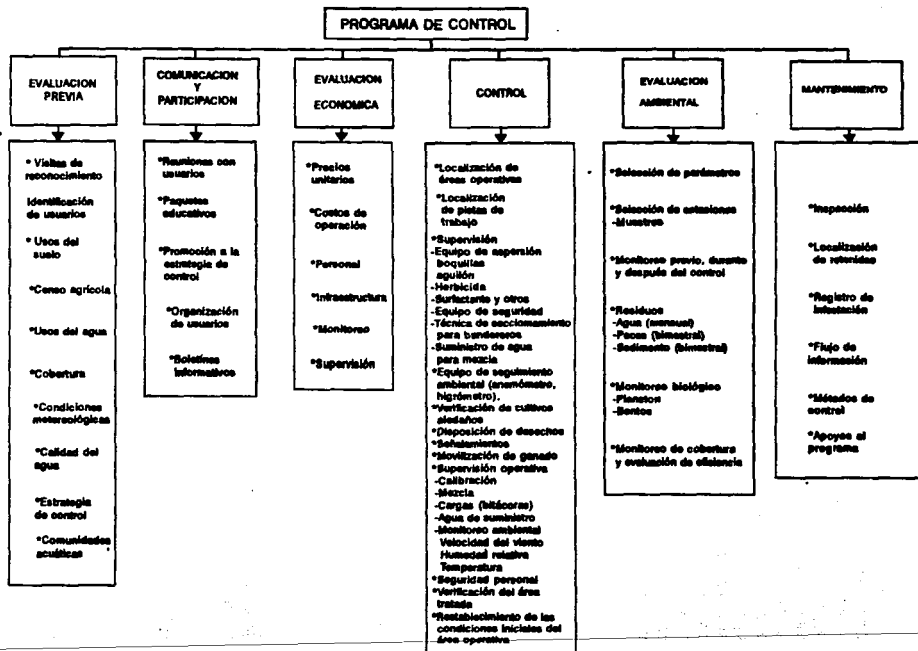 PROGRAMA DE CONTROL
EVALUACION
PREVIA
* Visitas de
reconocimiento
Identificación
de usuarios
* Usos del
suelo
*Censo agrícola
*Usos del agua
*Cobertura
*Condiciones
metereológicas
*Calidad del
agua
*Estrategia
de control
*Comunidades
acuáticas
COMUNICACION
Y
PARTICIPACION
*Reuniones con
usuarios
*Paquetes
educativos
*Promoción a la
estrategia de
control
*Organización
de usuarios
*Boletines
informativos
EVALUACION
ECONOMICA
*Precios
unitarios
*Costos de
operación
*Personal
*Infraestructura
*Monitoreo
*Supervisión
CONTROL
*Localización de
áreas operativas
*Localización
de pistas de
trabajo
*Supervisión
-Equipo de aspersión
boquillas
aguilón
-Herbicida
-Surfactante y otros
-Equipo de seguridad
-Técnica de seccionamiento
para bandereros
-Suministro de agua
para mezcla
*Equipo de seguimiento
ambiental (anemómetro,
higrómetro).
*Verificación de cultivos
aledaños
*Disposición de desechos
*Señalamientos
*Movilización de ganado
*Supervisión operativa
-Calibración
-Mezcla
-Cargas (bitácoras)
-Agua de suministro
-Monitoreo ambiental
Velocidad del viento
Humedad relativa
Temperatura
*Seguridad personal
*Verificación del área
tratada
*Restablecimiento de las
condiciones iniciales del
área operativa
EVALUACION
AMBIENTAL
*Selección de parámetros
*Selección de estaciones
-Muestreo
*Monitoreo previo, durante
y después del control
*Residuos
-Agua (mensual)
-Peces (bimestral)
-Sedimento (bimestral)
*Monitoreo biológico
-Plancton
-Bentos
*Monitoreo de cobertura
y evaluación de eficiencia
MANTENIMIENTO
*Inspección
*Localización
de retenidas
*Registro de
infestación
*Flujo de
información
*Métodos de
control
*Apoyos al
programa